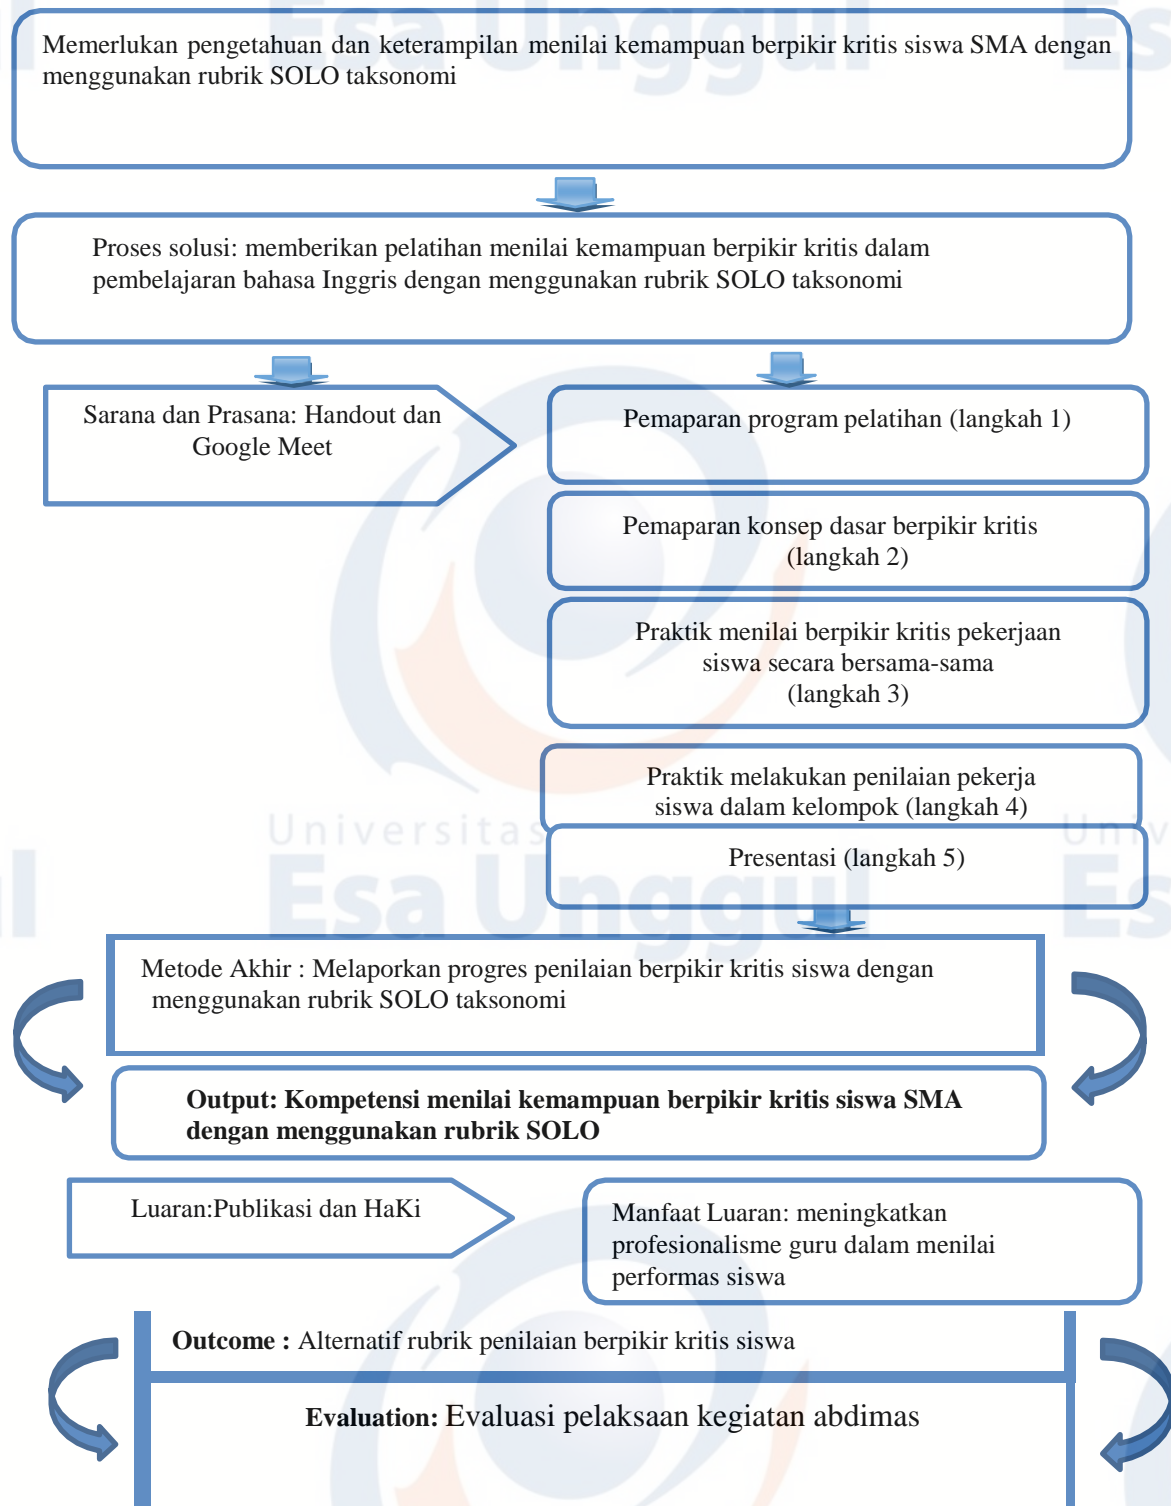 Memerlukan pengetahuan dan keterampilan menilai kemampuan berpikir kritis siswa SMA dengan
menggunakan rubrik SOLO taksonomi
Proses solusi: memberikan pelatihan menilai kemampuan berpikir kritis dalam
pembelajaran bahasa Inggris dengan menggunakan rubrik SOLO taksonomi
Sarana dan Prasana: Handout dan
Google Meet
Pemaparan program pelatihan (langkah 1)
Pemaparan konsep dasar berpikir kritis
(langkah 2)
Praktik menilai berpikir kritis pekerjaan
siswa secara bersama-sama
(langkah 3)
Praktik melakukan penilaian pekerja
siswa dalam kelompok (langkah 4)
Presentasi (langkah 5)
Universitas
Esa Unggul
Metode Akhir : Melaporkan progres penilaian berpikir kritis siswa dengan
menggunakan rubrik SOLO taksonomi
Output: Kompetensi menilai kemampuan berpikir kritis siswa SMA
dengan menggunakan rubrik SOLO
Luaran:Publikasi dan HaKi
Manfaat Luaran: meningkatkan
profesionalisme guru dalam menilai
performas siswa
Outcome : Alternatif rubrik penilaian berpikir kritis siswa
Evaluation: Evaluasi pelaksaan kegiatan abdimas